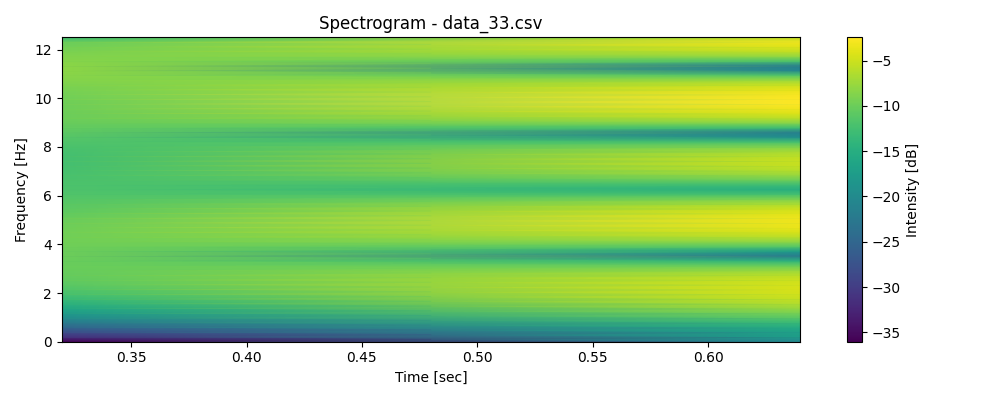 Spectrogram - data_33.csv
12
10
8
6
4
2
0
Frequency [Hz]
0.35 0.40 0.45 0.50 0.55 0.60
Time [sec]
−5
−10
−15
−20
−25
−30
−35
Intensity [dB]